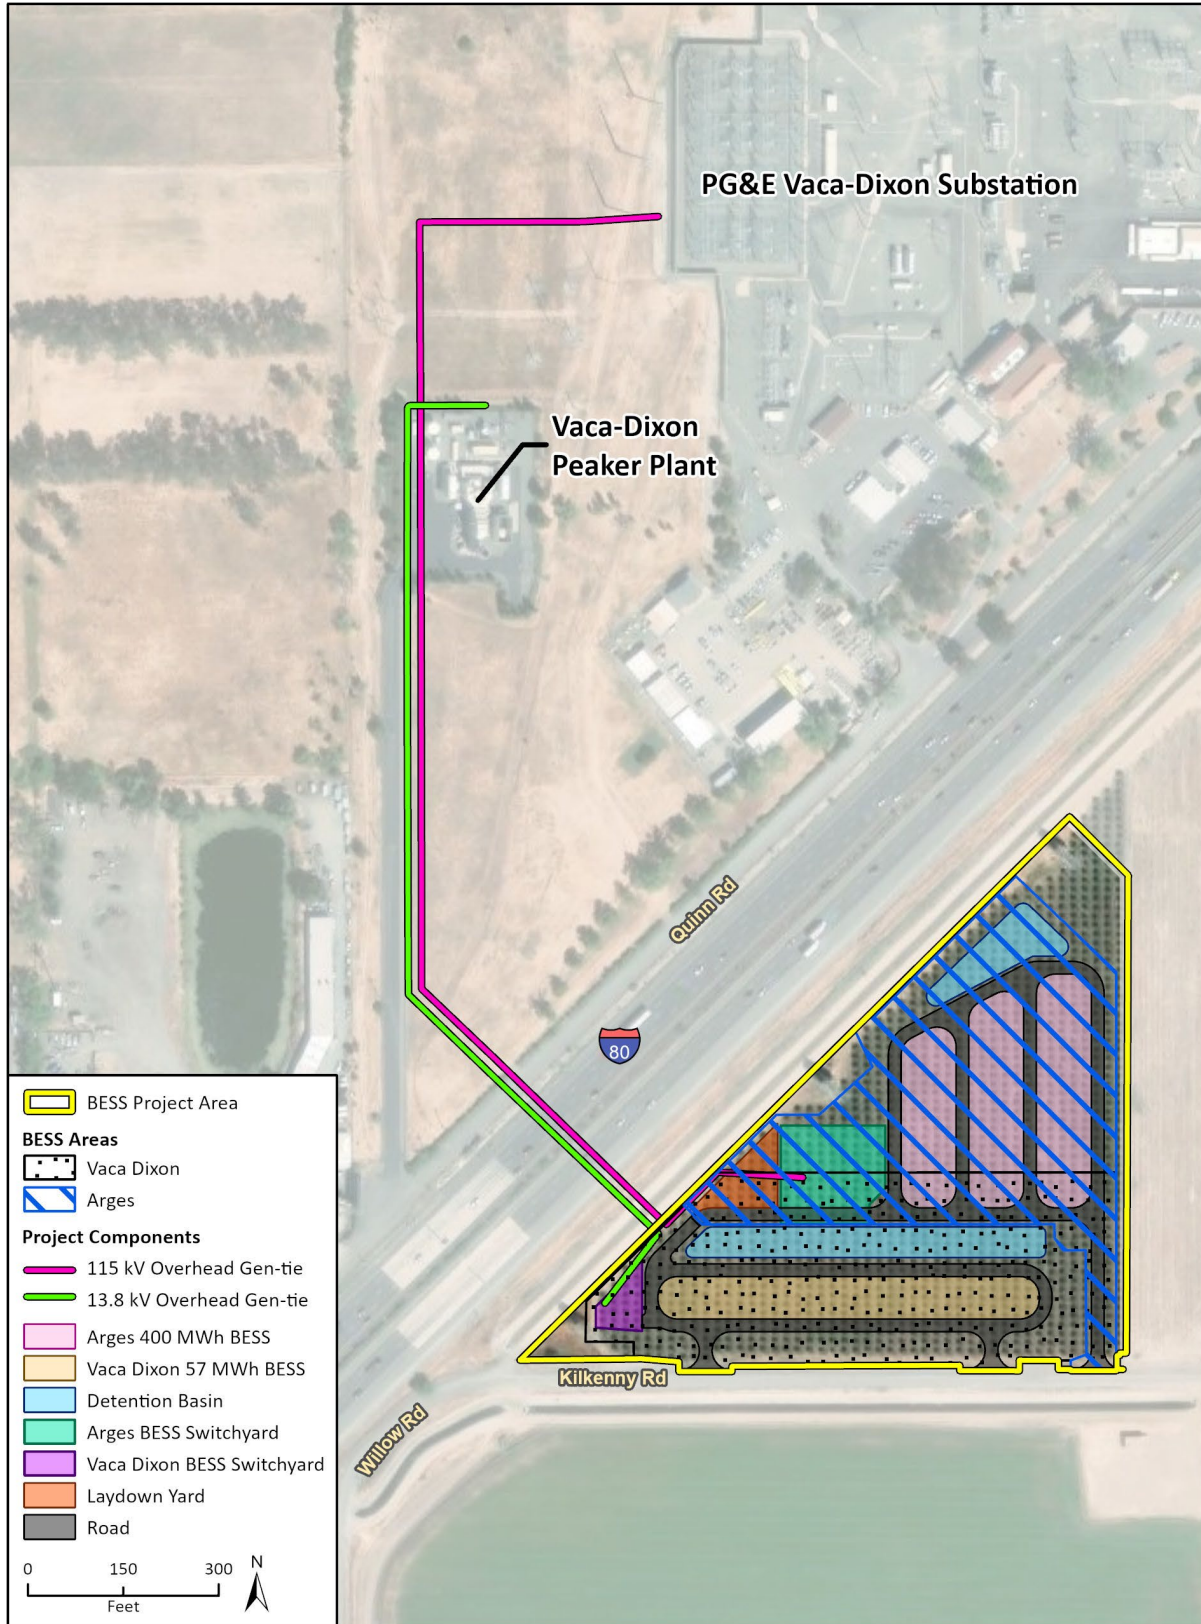 PG&E Vaca-Dixon Substation
Vaca-Dixon
Peaker Plant
Quinn Rd
80
Kilkenny Rd
Willow Rd
BESS Project Area
BESS Areas
Vaca Dixon
Arges
Project Components
115 kV Overhead Gen-tie
13.8 kV Overhead Gen-tie
Arges 400 MWh BESS
Vaca Dixon 57 MWh BESS
Detention Basin
Arges BESS Switchyard
Vaca Dixon BESS Switchyard
Laydown Yard
Road
0 150 300
Feet
N